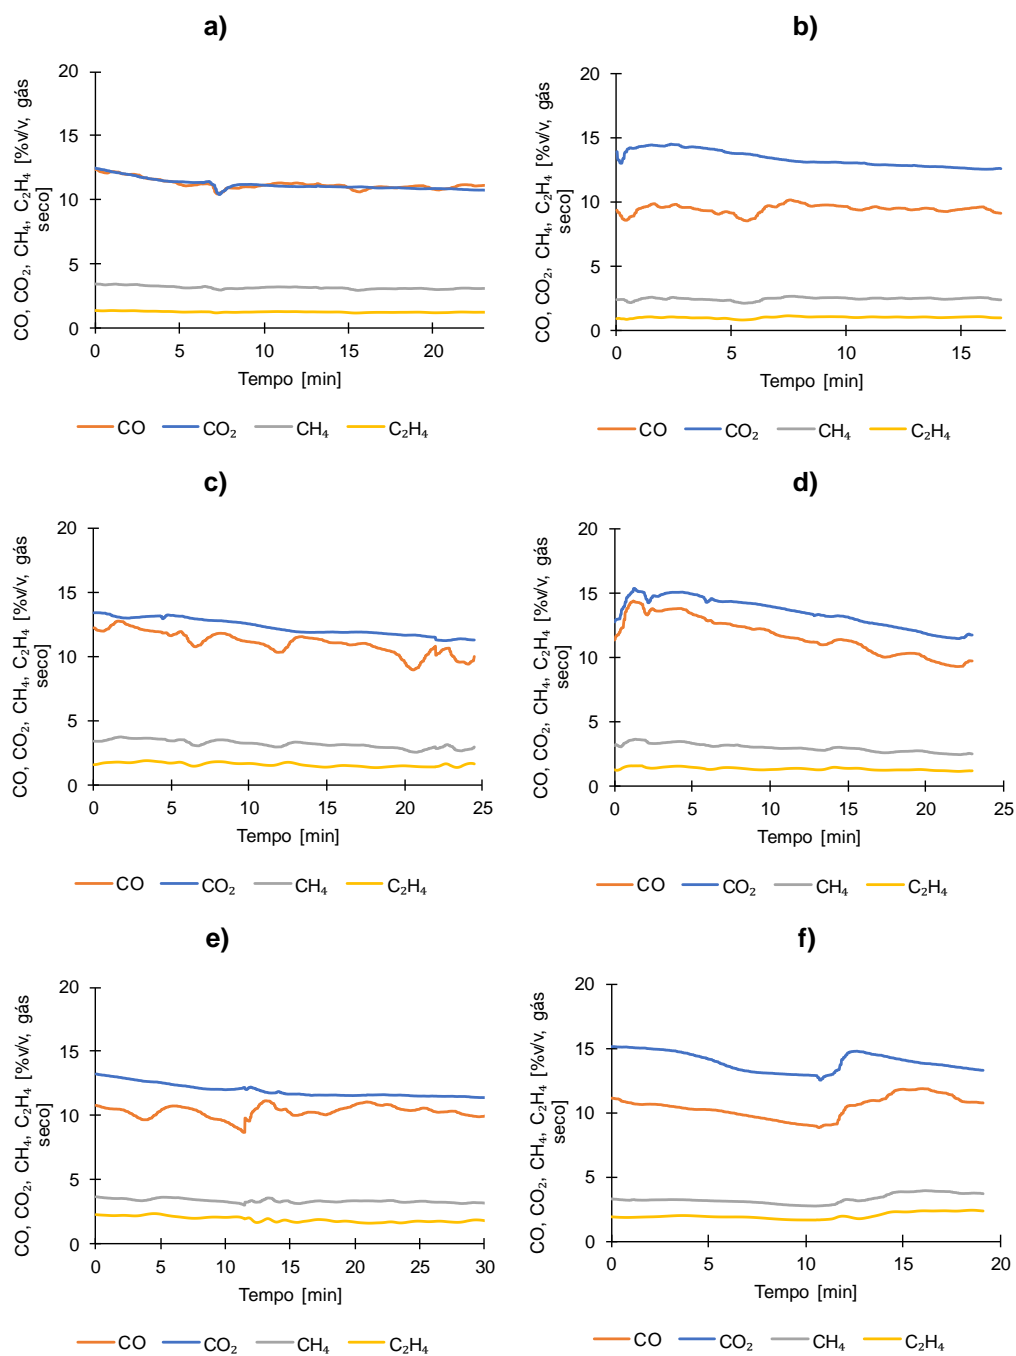 a)
CO, CO₂, CH₄, C₂H₄ [%v/v, gás
seco]
20
15
10
5
0
0 5 10 15 20
Tempo [min]
CO CO₂ CH₄ C₂H₄
b)
CO, CO₂, CH₄, C₂H₄ [%v/v, gás
seco]
20
15
10
5
0
0 5 10 15
Tempo [min]
CO CO₂ CH₄ C₂H₄
c)
CO, CO₂, CH₄, C₂H₄ [%v/v, gás
seco]
20
15
10
5
0
0 5 10 15 20 25
Tempo [min]
CO CO₂ CH₄ C₂H₄
d)
CO, CO₂, CH₄, C₂H₄ [%v/v, gás
seco]
20
15
10
5
0
0 5 10 15 20 25
Tempo [min]
CO CO₂ CH₄ C₂H₄
e)
CO, CO₂, CH₄, C₂H₄ [%v/v, gás
seco]
20
15
10
5
0
0 5 10 15 20 25 30
Tempo [min]
CO CO₂ CH₄ C₂H₄
f)
CO, CO₂, CH₄, C₂H₄ [%v/v, gás
seco]
20
15
10
5
0
0 5 10 15 20
Tempo [min]
CO CO₂ CH₄ C₂H₄